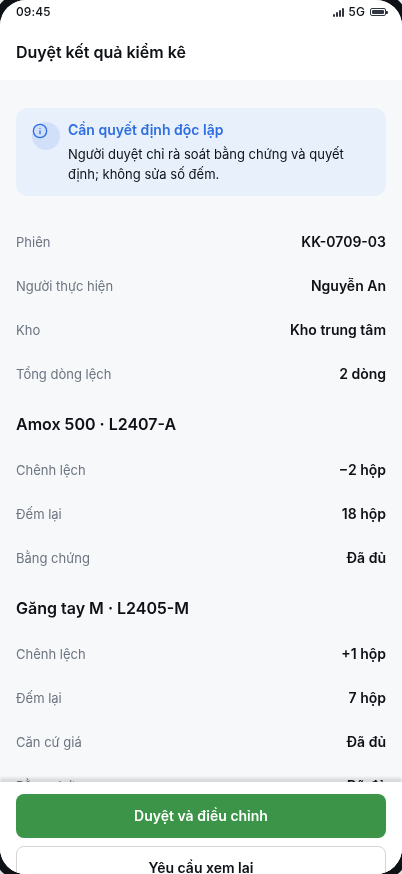 09:45
5G
Duyệt kết quả kiểm kê
Cần quyết định độc lập
Người duyệt chỉ rà soát bằng chứng và quyết
định; không sửa số đếm.
Phiên KK-0709-03
Người thực hiện Nguyễn An
Kho Kho trung tâm
Tổng dòng lệch 2 dòng
Amox 500 · L2407-A
Chênh lệch −2 hộp
Đếm lại 18 hộp
Bằng chứng Đã đủ
Găng tay M · L2405-M
Chênh lệch +1 hộp
Đếm lại 7 hộp
Căn cứ giá Đã đủ
Duyệt và điều chỉnh
Yêu cầu xem lại